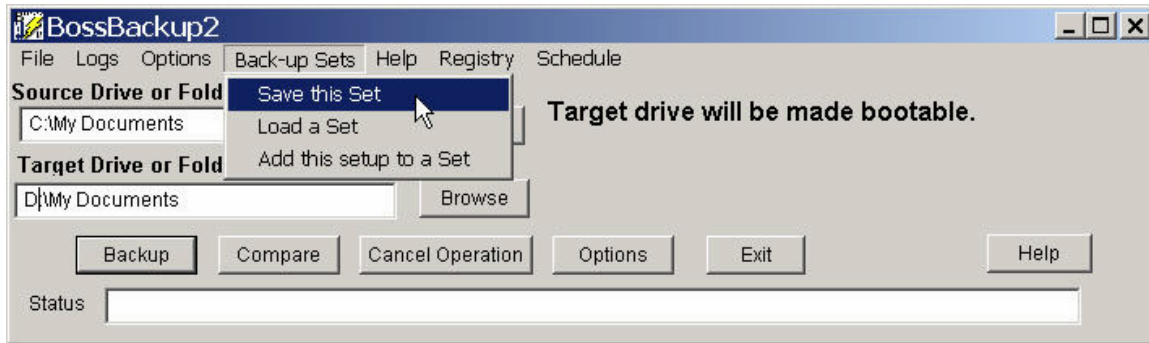 BossBackup2
File Logs Options Back-up Sets Help Registry Schedule
Source Drive or Fold
Save this Set
C:\My Documents
Load a Set
Target drive will be made bootable.
Add this setup to a Set
Target Drive or Fold
D:\My Documents
Browse
Backup Compare Cancel Operation Options Exit Help
Status